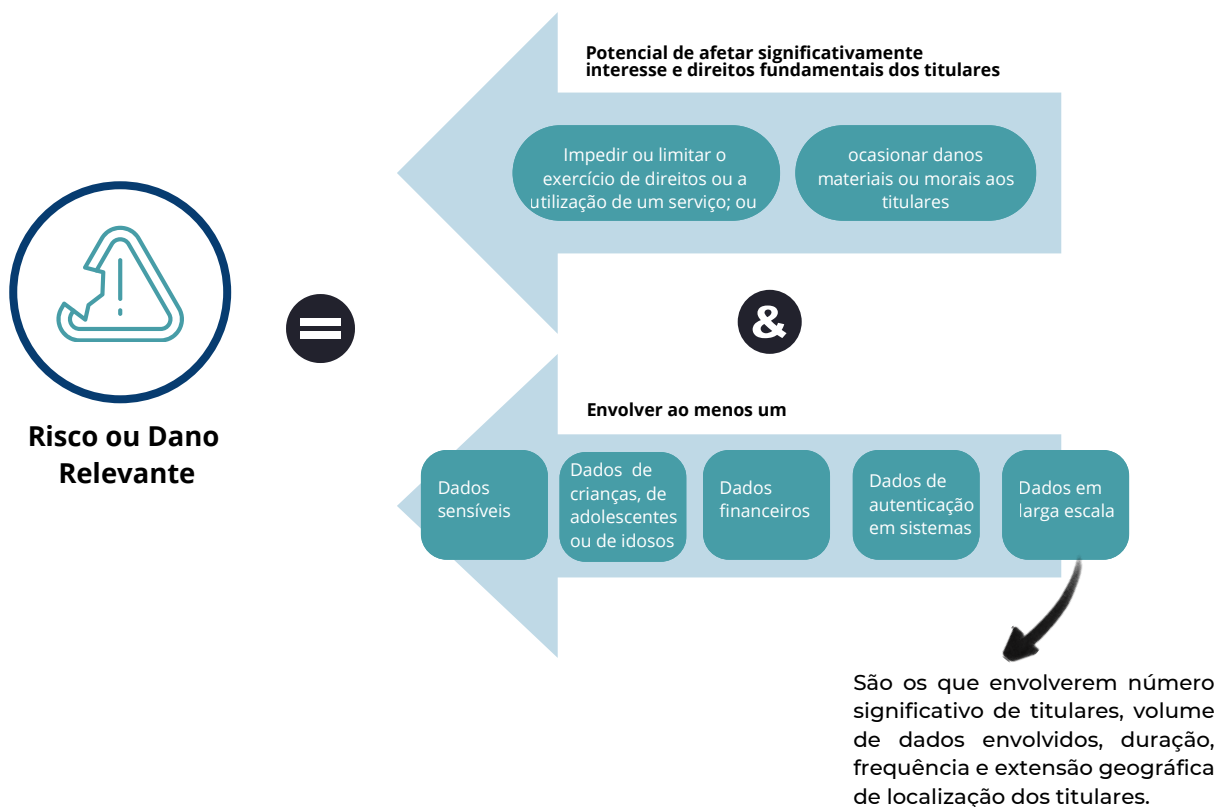 Potencial de afetar significativamente
interesse e direitos fundamentais dos titulares
Impedir ou limitar o
exercício de direitos ou a
utilização de um serviço; ou
ocasionar danos
materiais ou morais aos
titulares
=
&
Risco ou Dano
Relevante
Envolver ao menos um
Dados
sensíveis
Dados de
crianças, de
adolescentes
ou de idosos
Dados
financeiros
Dados de
autenticação
em sistemas
Dados em
larga escala
São os que envolverem número
significativo de titulares, volume
de dados envolvidos, duração,
frequência e extensão geográfica
de localização dos titulares.